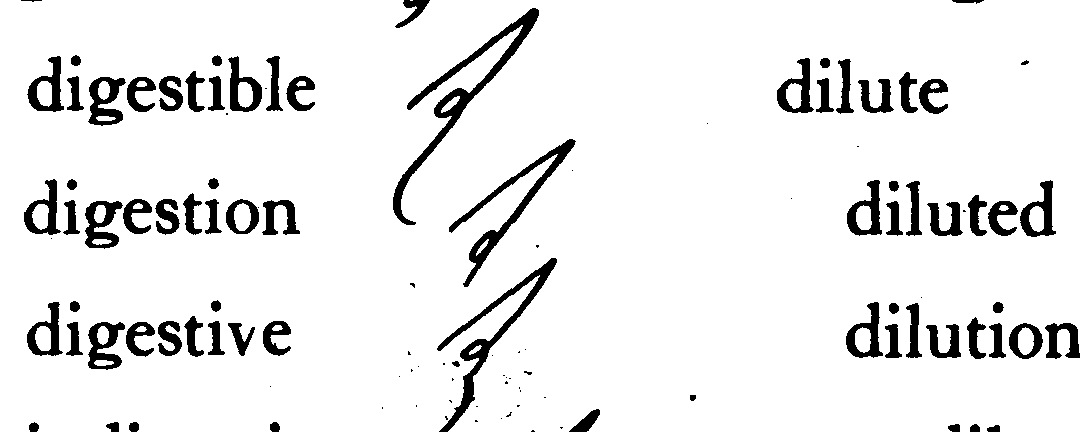 digestible dilute
digestion diluted
digestive dilution